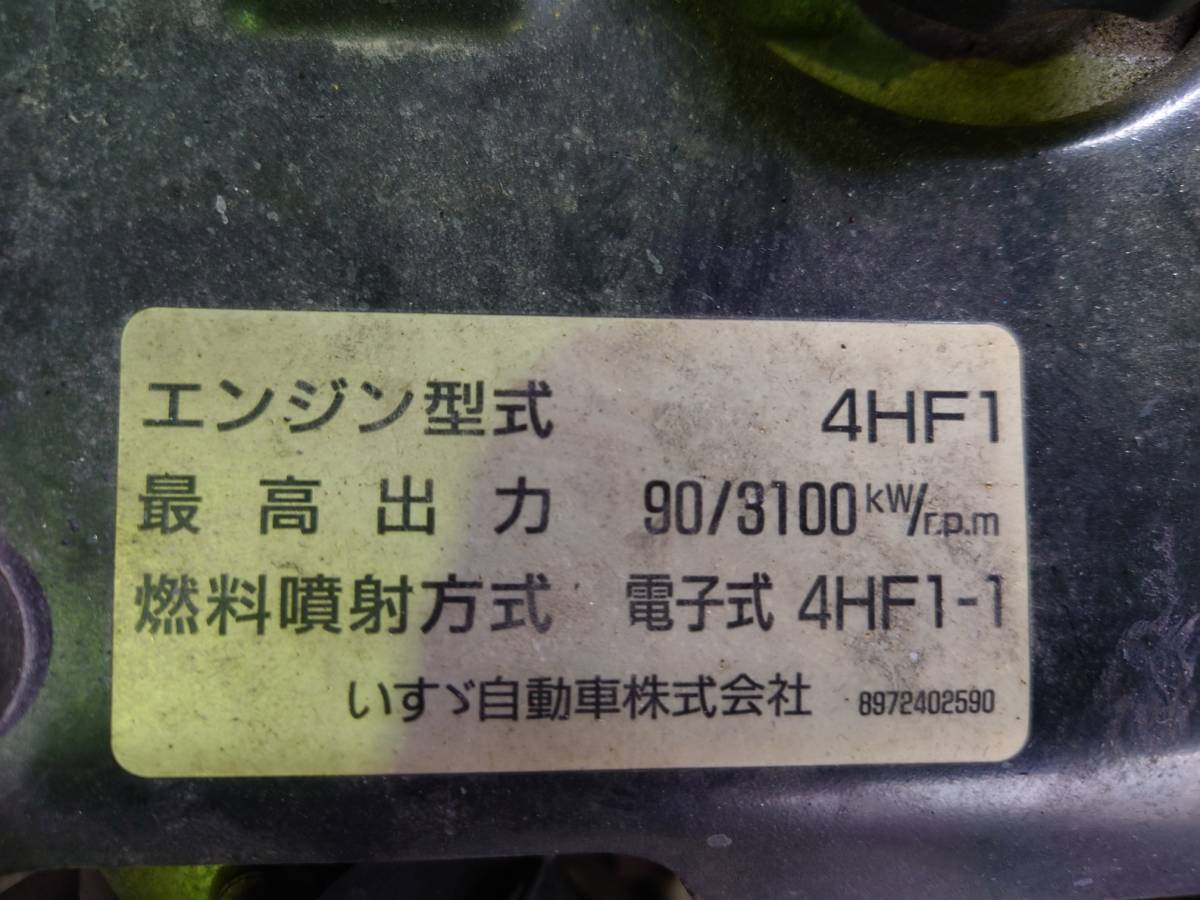 エンジン型式 4HF1
最高出力 90/3100kW/r.p.m
燃料噴射方式 電子式 4HF1-1
いすゞ自動車株式会社 8972402590